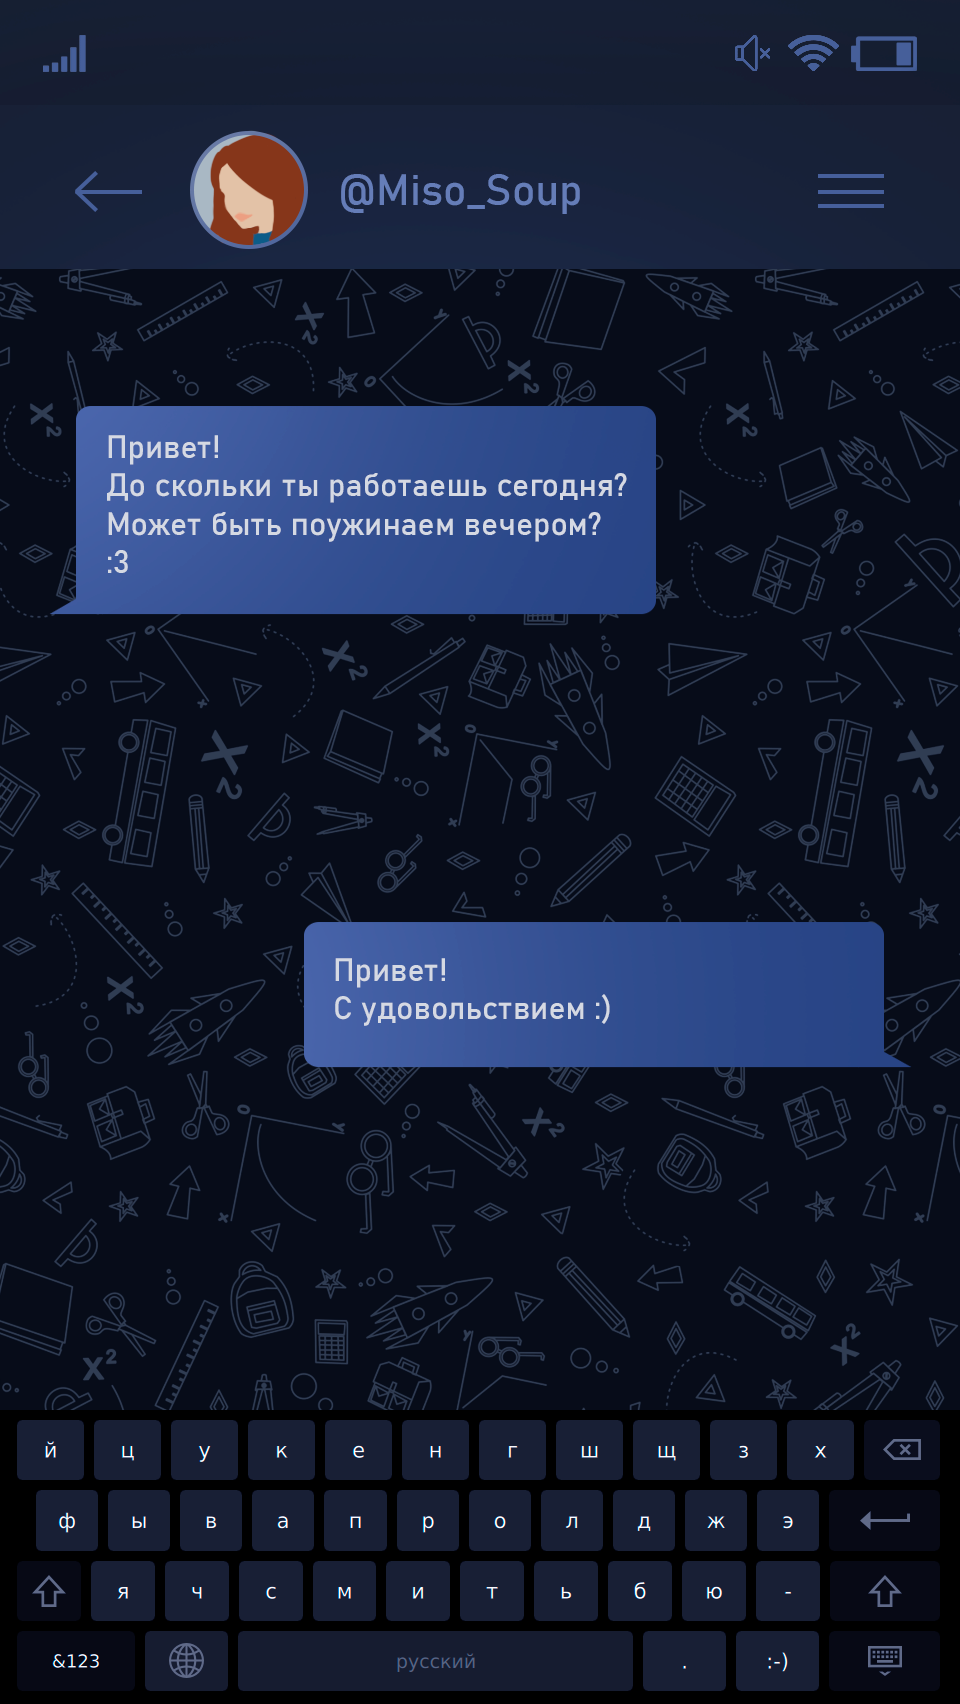 @Miso_Soup
Привет!
До скольки ты работаешь сегодня?
Может быть поужинаем вечером?
:3
Привет!
С удовольствием :)
й ц у к е н г ш щ з х
ф ы в а п р о л д ж э
я ч с м и т ь б ю -
&123 русский . :-)